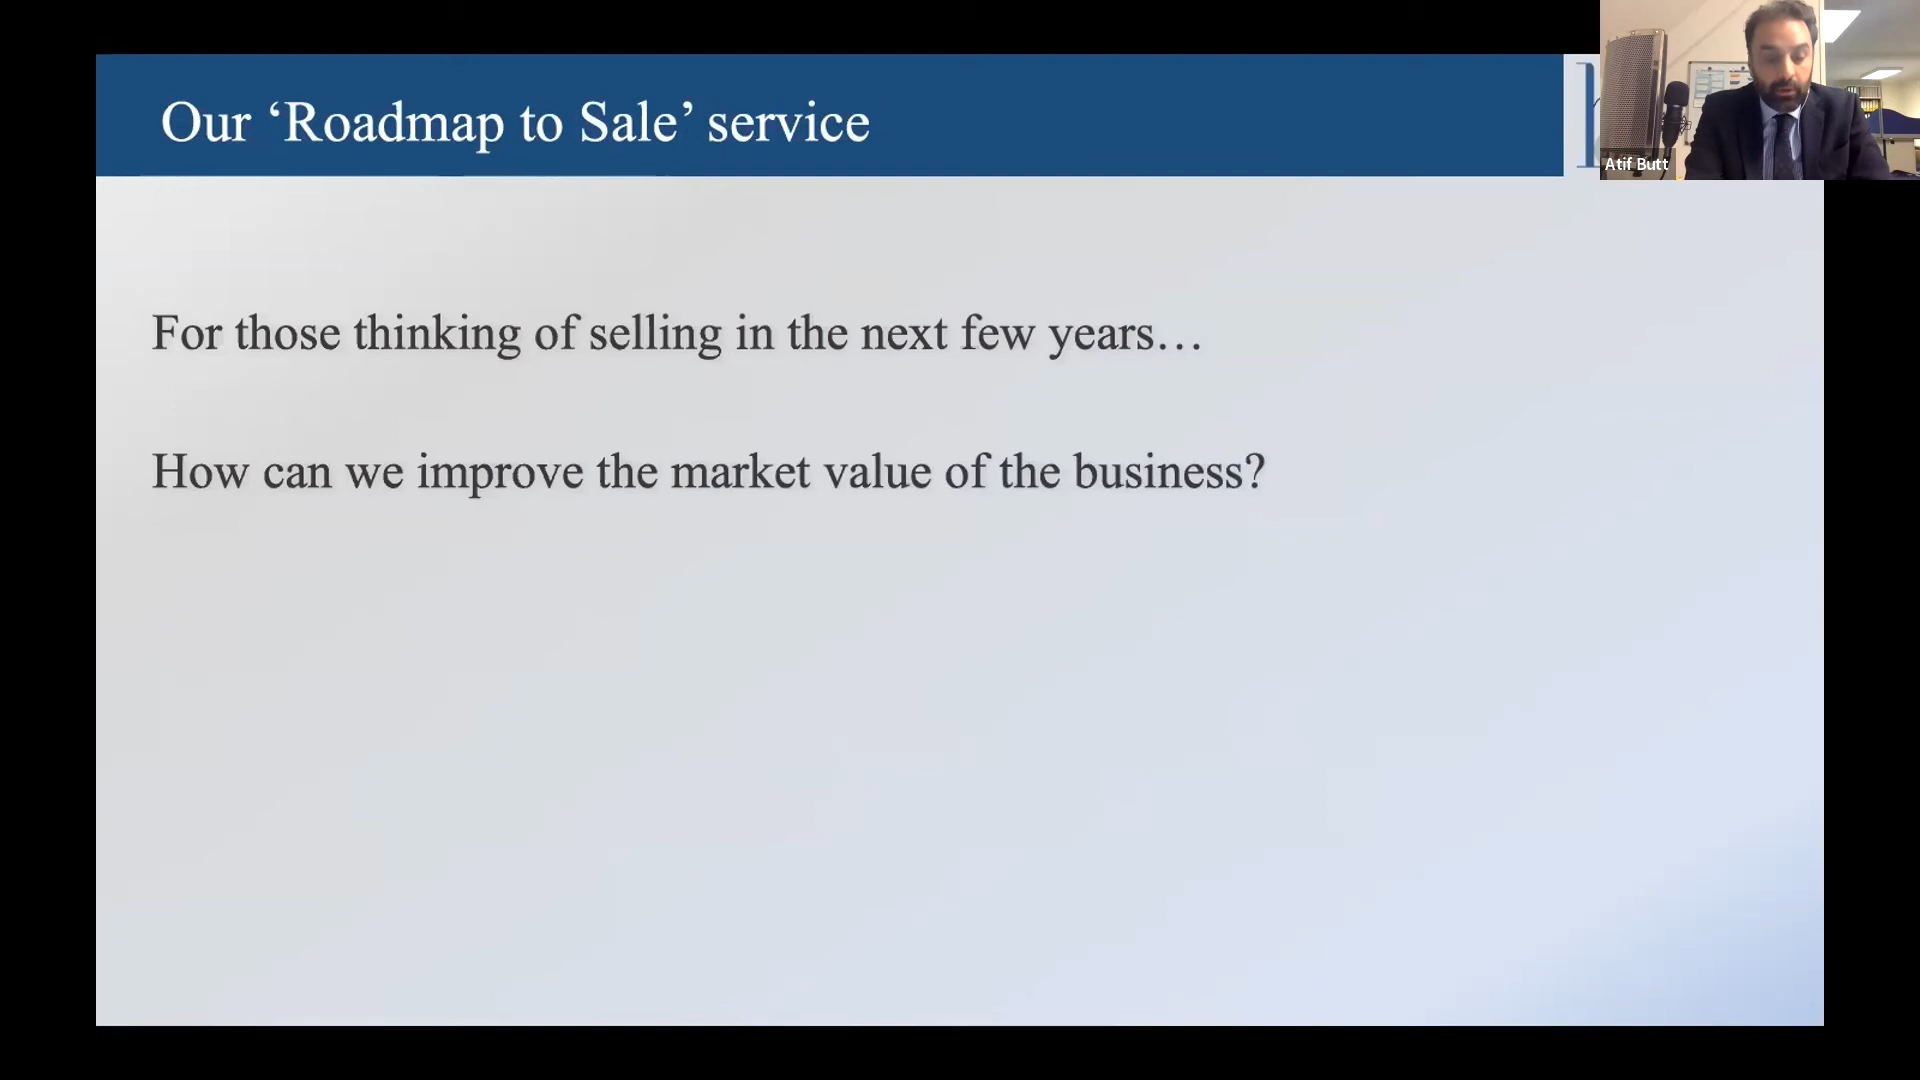 Our ‘Roadmap to Sale’ service
Atif Butt
For those thinking of selling in the next few years…
How can we improve the market value of the business?